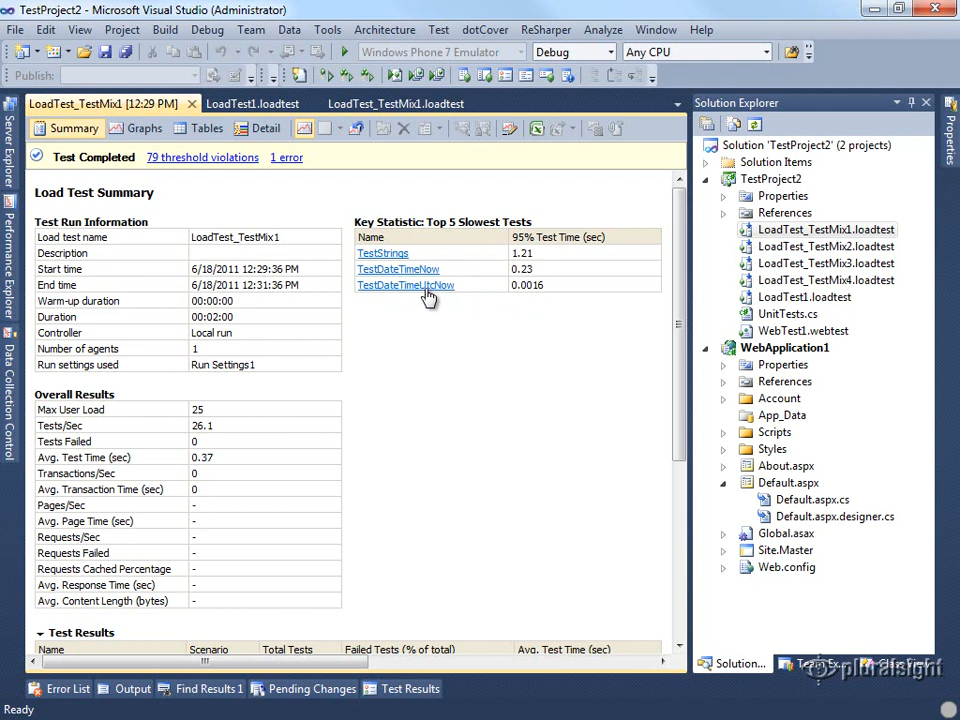 TestProject2 - Microsoft Visual Studio (Administrator)
File Edit View Project Build Debug Team Data Tools Architecture Test dotCover ReSharper Analyze Window Help
Windows Phone 7 Emulator Debug Any CPU
Publish:
LoadTest_TestMix1 [12:29 PM] LoadTest1.loadtest LoadTest_TestMix1.loadtest
Summary Graphs Tables Detail
Test Completed 79 threshold violations 1 error
Load Test Summary
Test Run Information
Load test name LoadTest_TestMix1
Description
Start time 6/18/2011 12:29:36 PM
End time 6/18/2011 12:31:36 PM
Warm-up duration 00:00:00
Duration 00:02:00
Controller Local run
Number of agents 1
Run settings used Run Settings1
Key Statistic: Top 5 Slowest Tests
Name 95% Test Time (sec)
TestStrings 1.21
TestDateTimeNow 0.23
TestDateTimeUtcNow 0.0016
Overall Results
Max User Load 25
Tests/Sec 26.1
Tests Failed 0
Avg. Test Time (sec) 0.37
Transactions/Sec 0
Avg. Transaction Time (sec) 0
Pages/Sec -
Avg. Page Time (sec) -
Requests/Sec -
Requests Failed -
Requests Cached Percentage -
Avg. Response Time (sec) -
Avg. Content Length (bytes) -
Test Results
Name Scenario Total Tests Failed Tests (% of total) Avg. Test Time (sec)
Solution Explorer
Solution 'TestProject2' (2 projects)
Solution Items
TestProject2
Properties
References
LoadTest_TestMix1.loadtest
LoadTest_TestMix2.loadtest
LoadTest_TestMix3.loadtest
LoadTest_TestMix4.loadtest
LoadTest1.loadtest
UnitTests.cs
WebTest1.webtest
WebApplication1
Properties
References
Account
App_Data
Scripts
Styles
About.aspx
Default.aspx
Default.aspx.cs
Default.aspx.designer.cs
Global.asax
Site.Master
Web.config
Solution... Team Ex... Class View
pluralsight
Server Explorer
Performance Explorer
Data Collection Control
Properties
Error List Output Find Results 1 Pending Changes Test Results
Ready